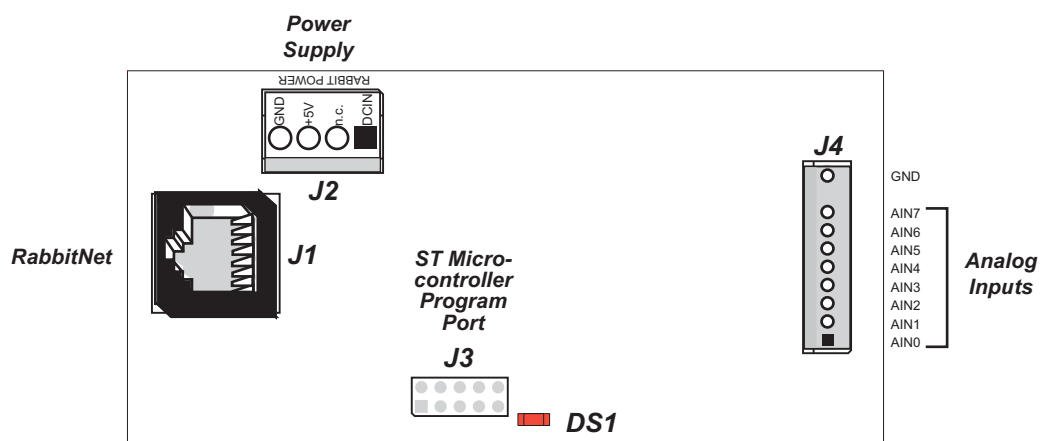 Power
Supply
RABBIT POWER
GND
+5V
n.c.
DCIN
J2
J4
GND
AIN7
AIN6
AIN5
AIN4
AIN3
AIN2
AIN1
AIN0
Analog
Inputs
RabbitNet
J1
ST Micro-
controller
Program
Port
J3
DS1